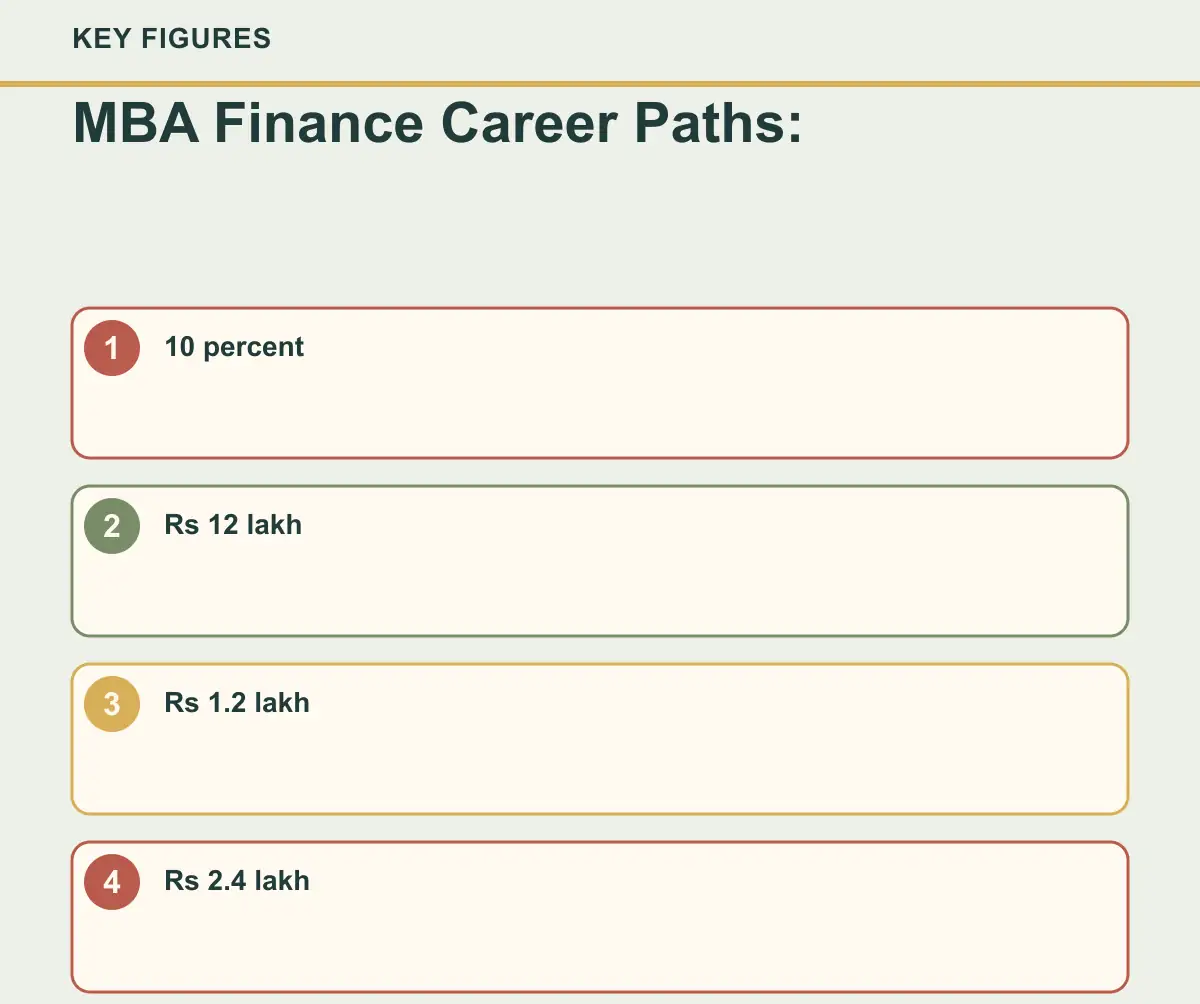 KEY FIGURES
MBA Finance Career Paths:
1 10 percent
2 Rs 12 lakh
3 Rs 1.2 lakh
4 Rs 2.4 lakh